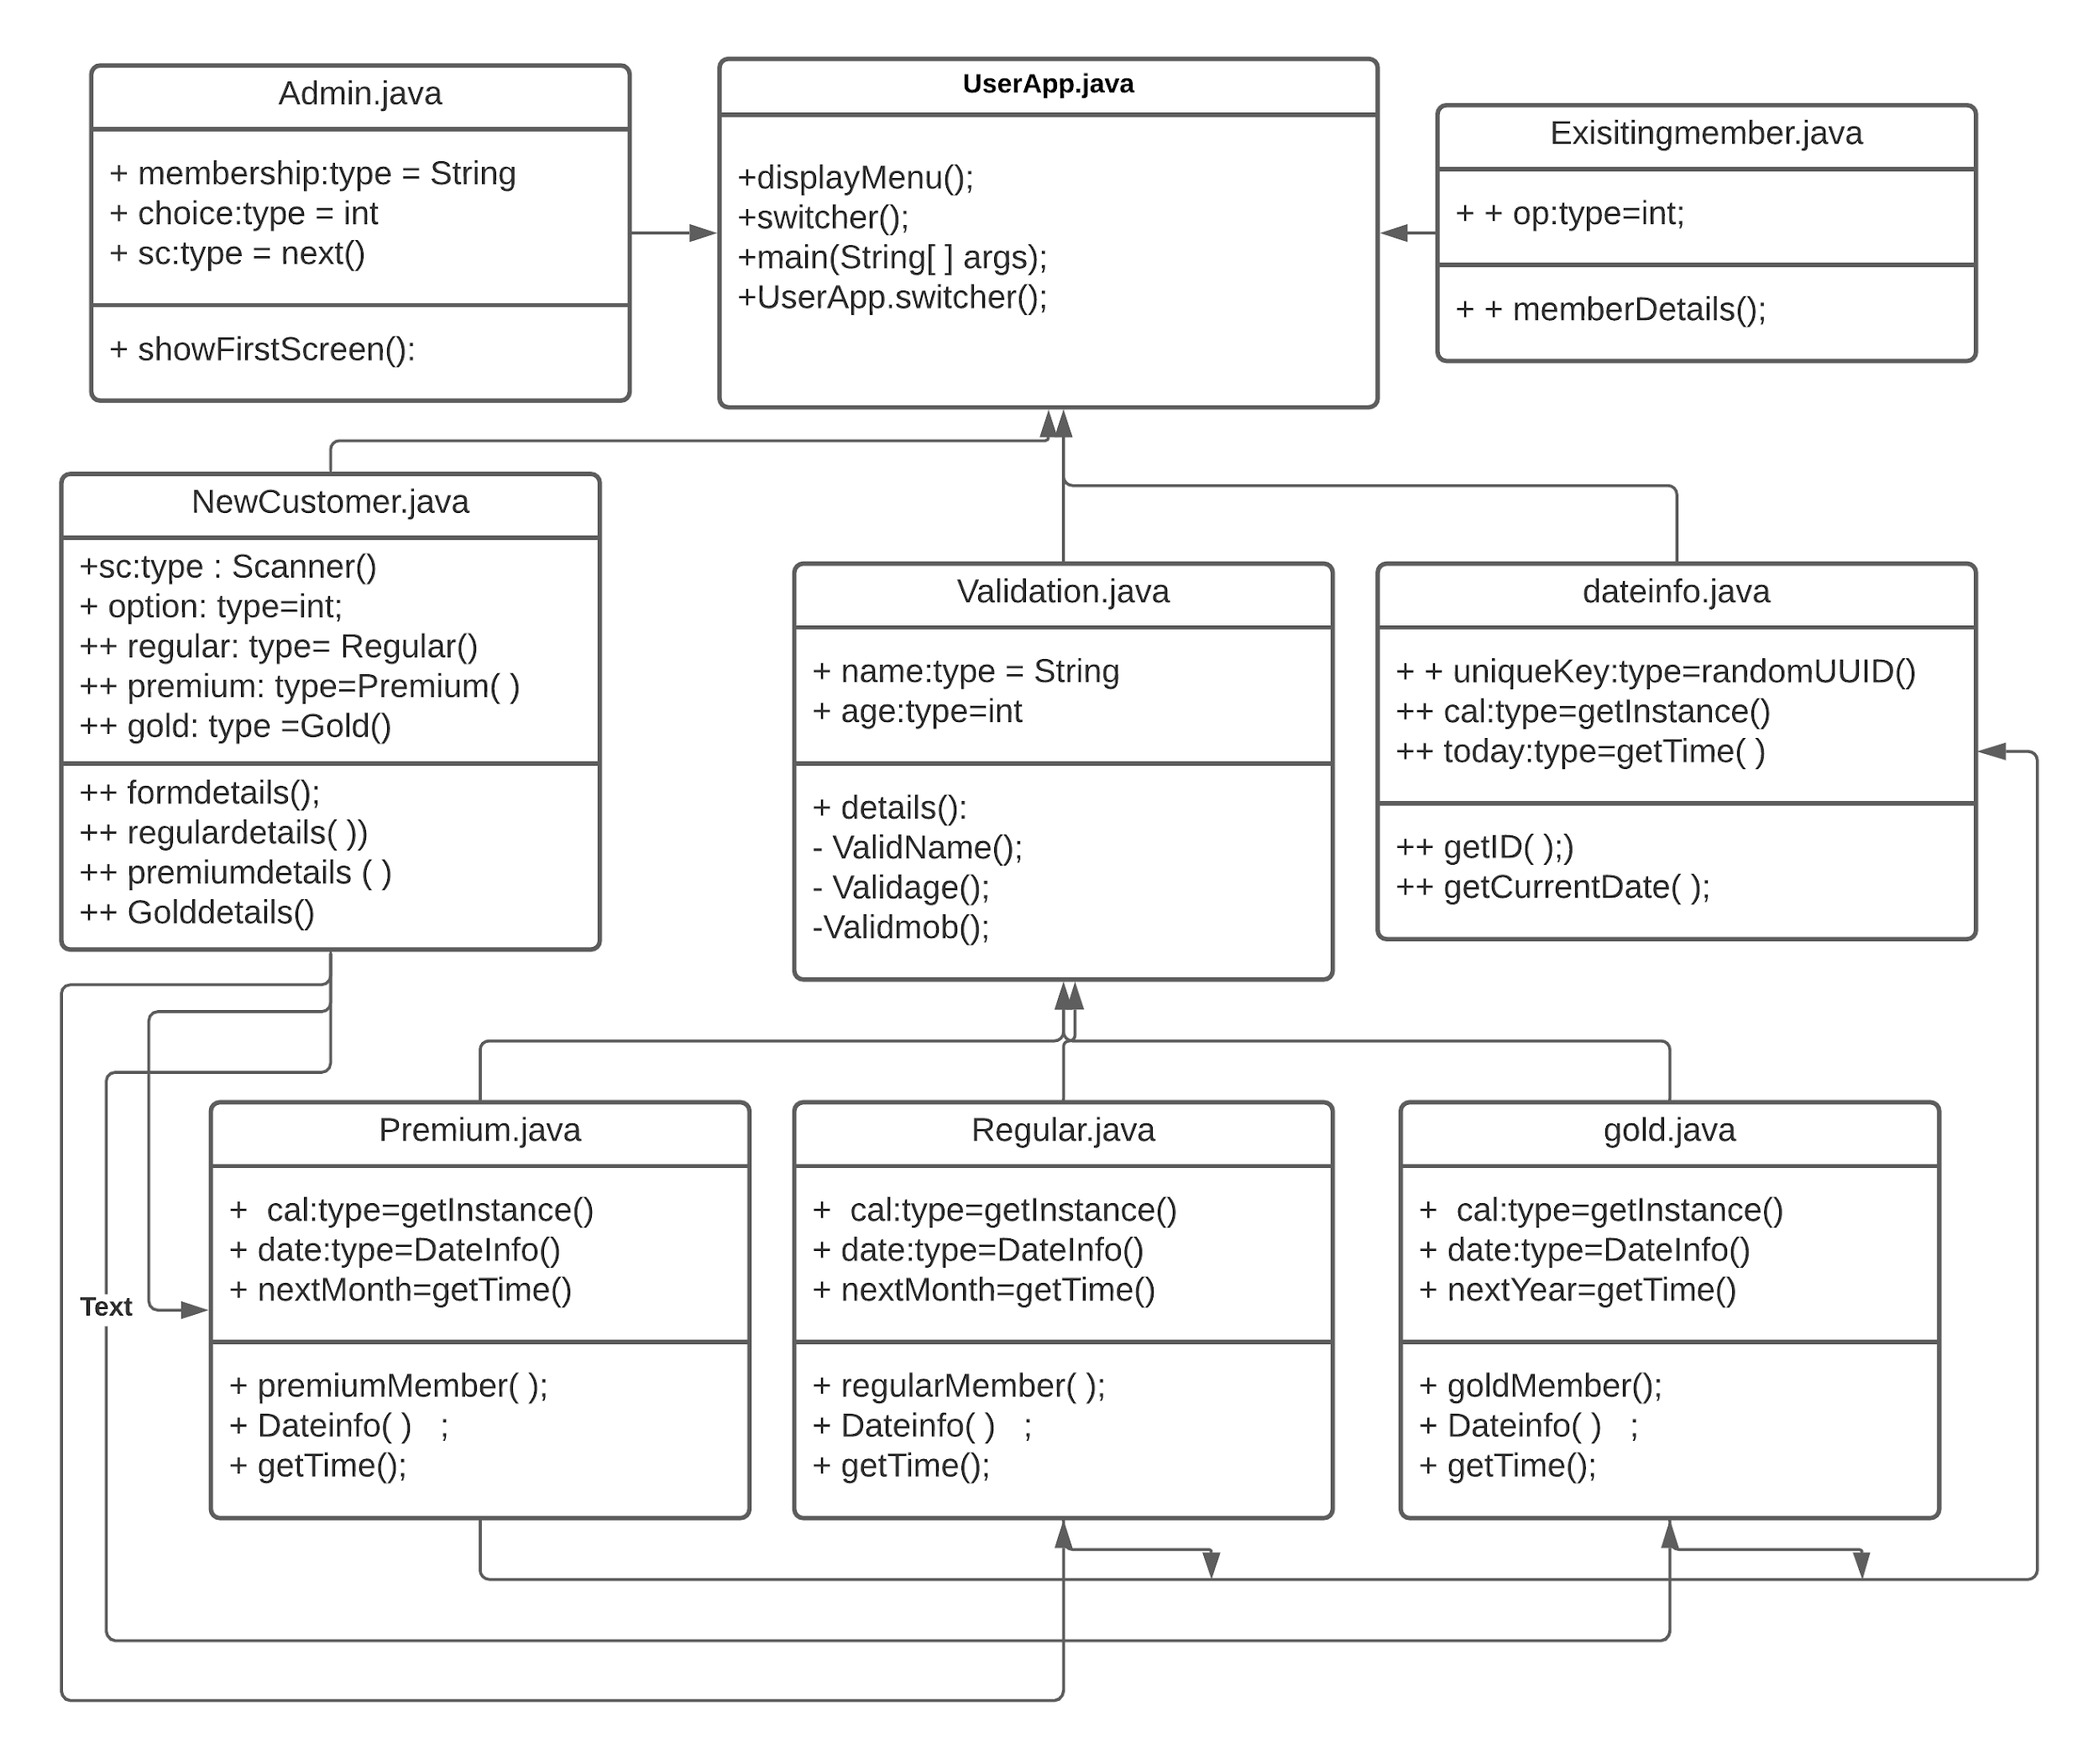 Admin.java
+ membership:type = String
+ choice:type = int
+ sc:type = next()
+ showFirstScreen():
UserApp.java
+displayMenu();
+switcher();
+main(String[ ] args);
+UserApp.switcher();
Exisitingmember.java
+ + op:type=int;
+ + memberDetails();
NewCustomer.java
+sc:type : Scanner()
+ option: type=int;
++ regular: type= Regular()
++ premium: type=Premium( )
++ gold: type =Gold()
++ formdetails();
++ regulardetails( ))
++ premiumdetails ( )
++ Golddetails()
Validation.java
+ name:type = String
+ age:type=int
+ details():
- ValidName();
- Validage();
-Validmob();
dateinfo.java
+ + uniqueKey:type=randomUUID()
++ cal:type=getInstance()
++ today:type=getTime( )
++ getID( );)
++ getCurrentDate( );
Text
Premium.java
+  cal:type=getInstance()
+ date:type=DateInfo()
+ nextMonth=getTime()
+ premiumMember( );
+ Dateinfo( )   ;
+ getTime();
Regular.java
+  cal:type=getInstance()
+ date:type=DateInfo()
+ nextMonth=getTime()
+ regularMember( );
+ Dateinfo( )   ;
+ getTime();
gold.java
+  cal:type=getInstance()
+ date:type=DateInfo()
+ nextYear=getTime()
+ goldMember();
+ Dateinfo( )   ;
+ getTime();